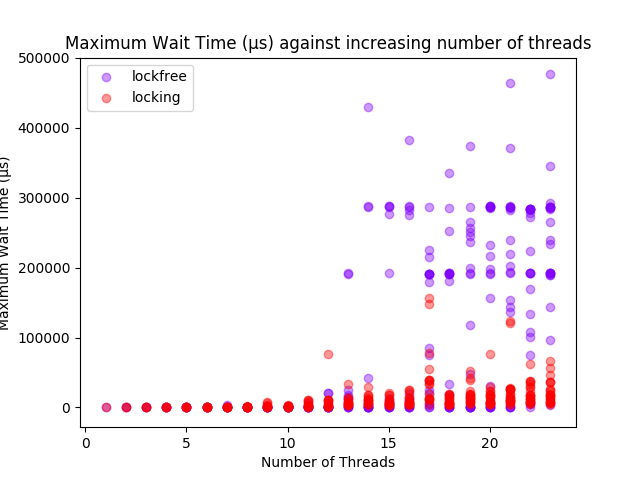 Maximum Wait Time (μs) against increasing number of threads
lockfree
locking
500000
400000
300000
200000
100000
0
Maximum Wait Time (μs)
0 5 10 15 20
Number of Threads